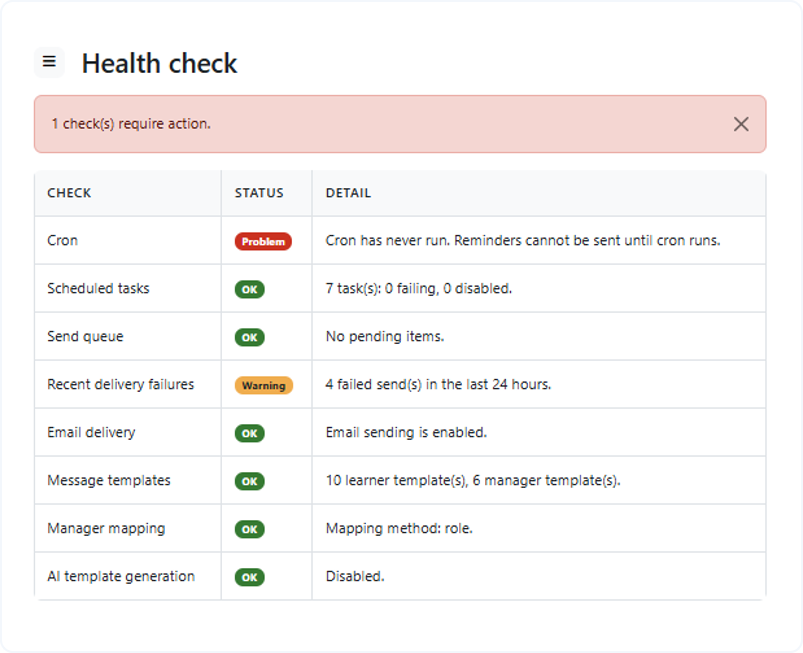 Health check
1 check(s) require action.
CHECK STATUS DETAIL
Cron Problem Cron has never run. Reminders cannot be sent until cron runs.
Scheduled tasks OK 7 task(s): 0 failing, 0 disabled.
Send queue OK No pending items.
Recent delivery failures Warning 4 failed send(s) in the last 24 hours.
Email delivery OK Email sending is enabled.
Message templates OK 10 learner template(s), 6 manager template(s).
Manager mapping OK Mapping method: role.
AI template generation OK Disabled.